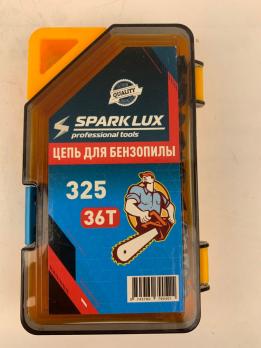 QUALITY
SPARK LUX
professional tools
ЦЕПЬ ДЛЯ БЕНЗОПИЛЫ
325
36T